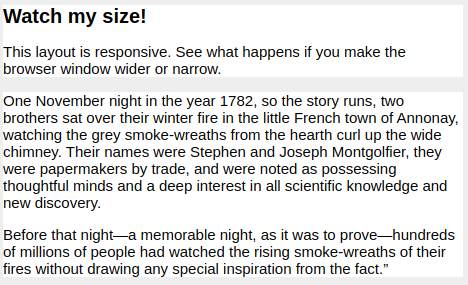 Watch my size!
This layout is responsive. See what happens if you make the
browser window wider or narrow.
One November night in the year 1782, so the story runs, two
brothers sat over their winter fire in the little French town of Annonay,
watching the grey smoke-wreaths from the hearth curl up the wide
chimney. Their names were Stephen and Joseph Montgolfier, they
were papermakers by trade, and were noted as possessing
thoughtful minds and a deep interest in all scientific knowledge and
new discovery.
Before that night—a memorable night, as it was to prove—hundreds
of millions of people had watched the rising smoke-wreaths of their
fires without drawing any special inspiration from the fact.”